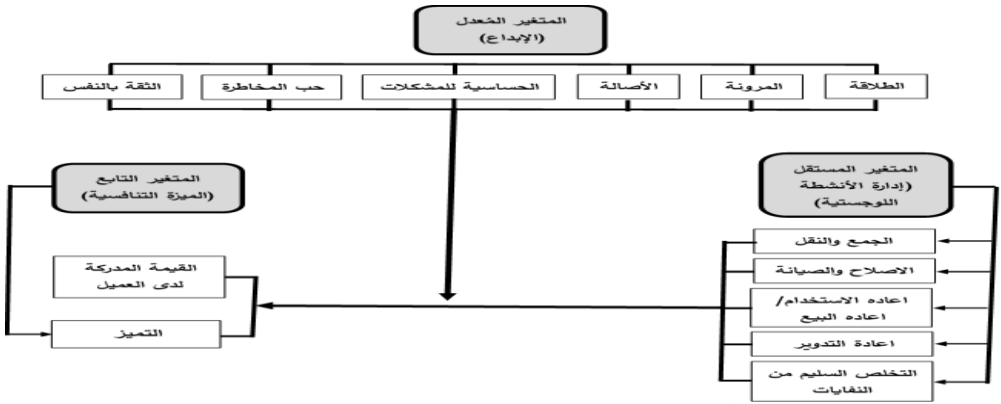 المتغير المُعدل
(الإبداع)
الطلاقة
المرونة
الأصالة
الحساسية للمشكلات
حب المخاطرة
الثقة بالنفس
المتغير المستقل
(إدارة الأنشطة
اللوجستية)
الجمع والنقل
الاصلاح والصيانة
اعاده الاستخدام/
اعاده البيع
اعادة التدوير
التخلص السليم من
النفايات
المتغير التابع
(الميزة التنافسية)
القيمة المدركة
لدى العميل
التميز